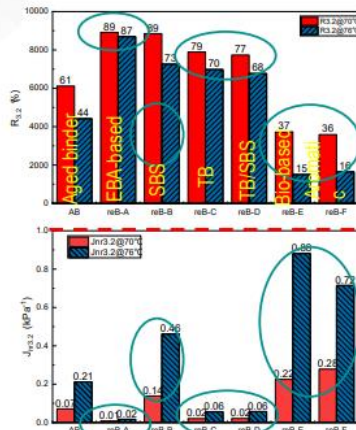 R3.2@70°C
R3.2@76°C
10000
8000
6000
4000
2000
0
R3.2 (%)
61
44
89
87
89
73
79
70
77
68
37
15
36
16
Aged binder
EBA-based
SBS
TB
TB/SBS
Bio-based
c
AB
reB-A
reB-B
reB-C
reB-D
reB-E
reB-F
Jnr3.2@70°C
Jnr3.2@76°C
1.0
0.8
0.6
0.4
0.2
0.0
Jnr3.2 (kPa-1)
0.07
0.21
0.01
0.02
0.14
0.46
0.02
0.06
0.02
0.06
0.22
0.88
0.28
0.72
AB
reB-A
reB-B
reB-C
reB-D
reB-E
reB-F